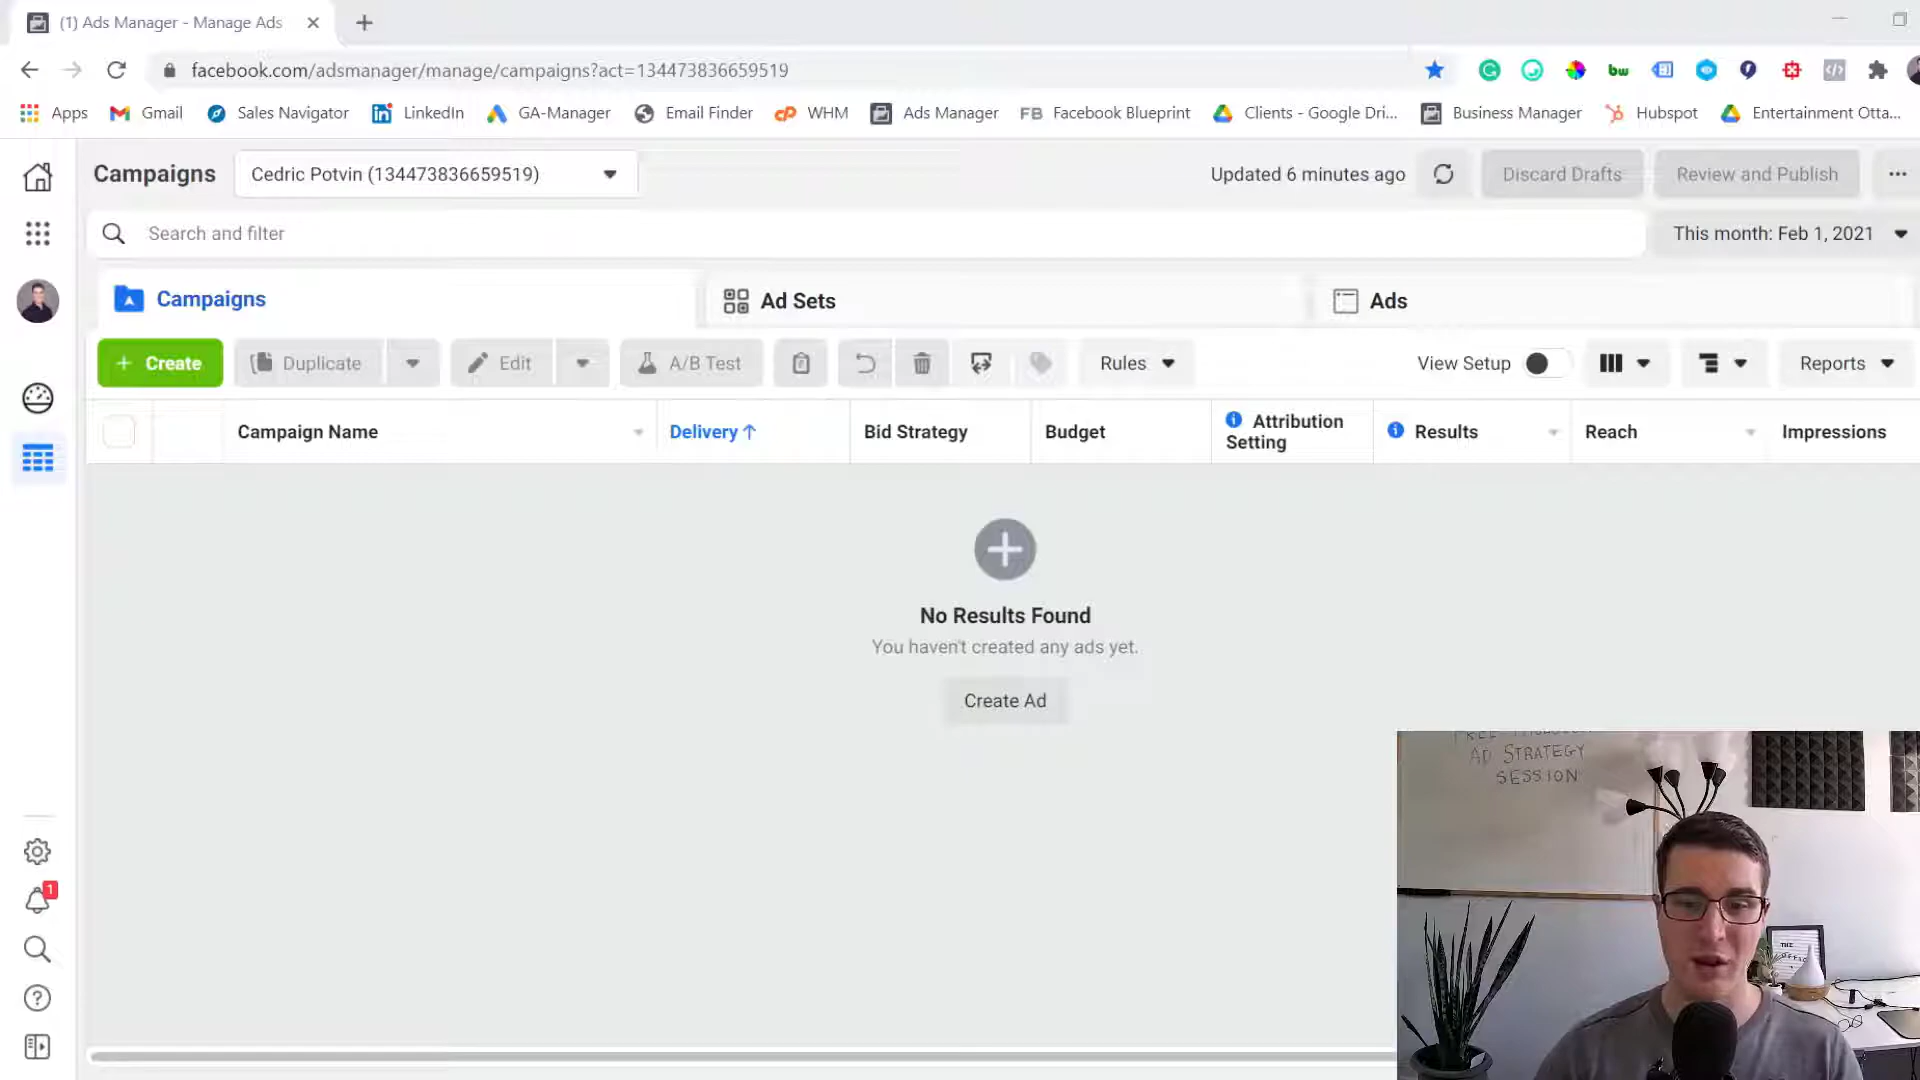 (1) Ads Manager - Manage Ads
facebook.com/adsmanager/manage/campaigns?act=134473836659519
Apps Gmail Sales Navigator LinkedIn GA-Manager Email Finder WHM Ads Manager FB Facebook Blueprint Clients - Google Dri... Business Manager Hubspot Entertainment Otta...
Campaigns Cedric Potvin (134473836659519) Updated 6 minutes ago Discard Drafts Review and Publish
Search and filter This month: Feb 1, 2021
Campaigns Ad Sets Ads
+ Create Duplicate Edit A/B Test Rules View Setup Reports
Campaign Name Delivery ↑ Bid Strategy Budget Attribution Setting Results Reach Impressions
No Results Found
You haven't created any ads yet.
Create Ad
AD STRATEGY
SESSION
THE
OFFICE
1